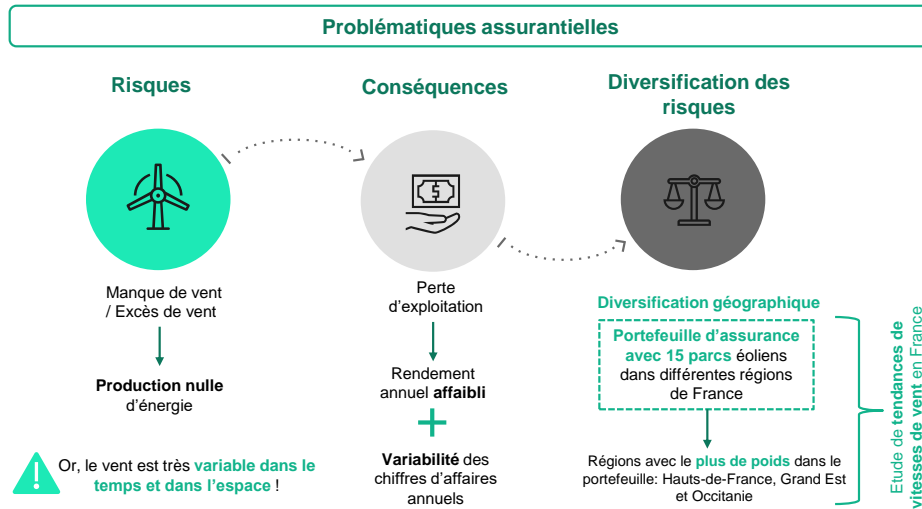 Problématiques assurantielles
Risques
Manque de vent
/ Excès de vent
Production nulle
d'énergie
Or, le vent est très variable dans le
temps et dans l'espace !
Conséquences
$
Perte
d'exploitation
Rendement
annuel affaibli
+
Variabilité des
chiffres d'affaires
annuels
Diversification des
risques
Diversification géographique
Portefeuille d'assurance
avec 15 parcs éoliens
dans différentes régions
de France
Régions avec le plus de poids dans le
portefeuille: Hauts-de-France, Grand Est
et Occitanie
Etude de tendances de
vitesses de vent en France